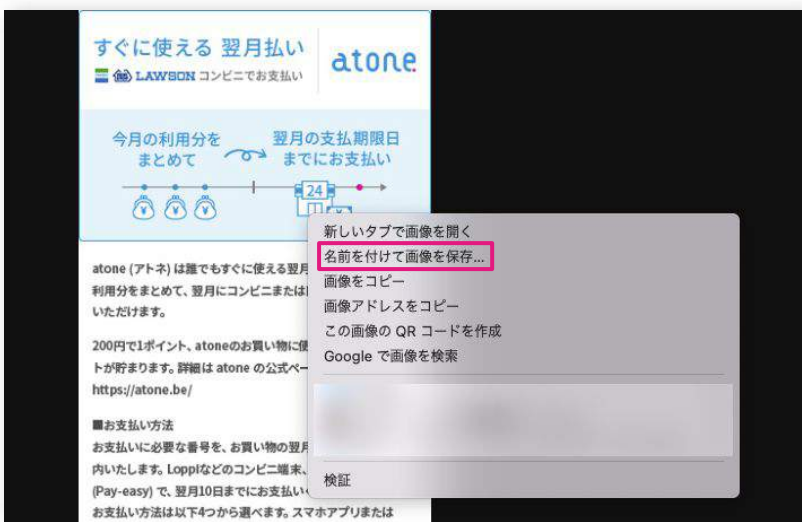 すぐに使える 翌月払い
atone
LAWSON コンビニでお支払い
今月の利用分を
まとめて
翌月の支払期限日
までにお支払い
24
¥ ¥ ¥
新しいタブで画像を開く
名前を付けて画像を保存...
画像をコピー
画像アドレスをコピー
この画像の QR コードを作成
Google で画像を検索
検証
atone (アトネ) は誰でもすぐに使える翌月
利用分をまとめて、翌月にコンビニまたは
いただけます。
200円で1ポイント、atoneのお買い物に使
トが貯まります。詳細は atone の公式ペー
https://atone.be/
■お支払い方法
お支払いに必要な番号を、お買い物の翌月
内いたします。Loppiなどのコンビニ端末、
(Pay-easy) で、翌月10日までにお支払いく
お支払い方法は以下4つから選べます。スマホアプリまたは